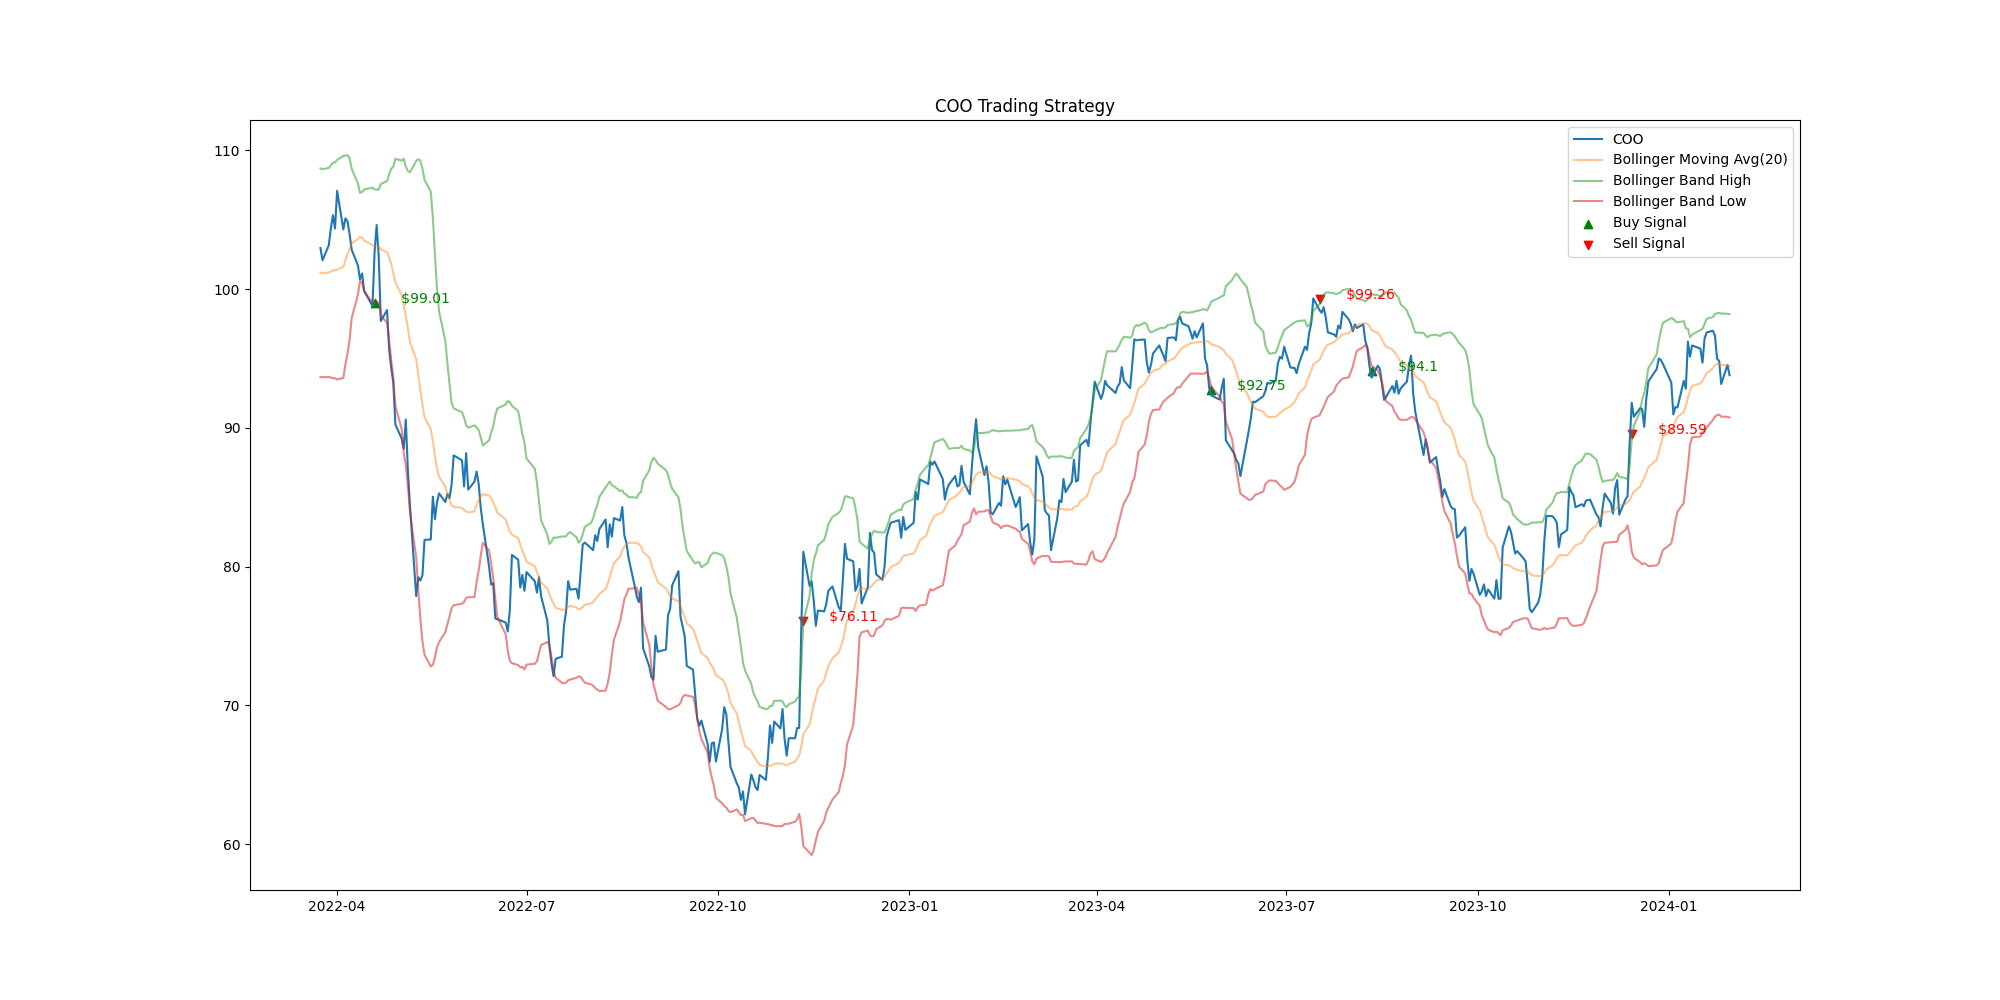 COO Trading Strategy
COO
Bollinger Moving Avg(20)
Bollinger Band High
Bollinger Band Low
Buy Signal
Sell Signal
110
100
90
80
70
60
$99.01
$76.11
$92.75
$99.26
$94.1
$89.59
2022-04
2022-07
2022-10
2023-01
2023-04
2023-07
2023-10
2024-01